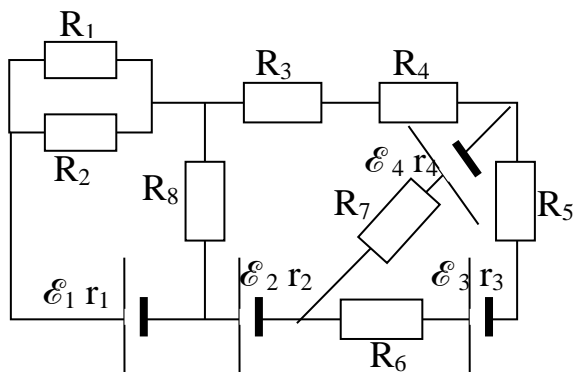 R₁
R₃
R₄
R₂
R₈
ℰ₄ r₄
R₇
R₅
ℰ₁ r₁
ℰ₂ r₂
ℰ₃ r₃
R₆